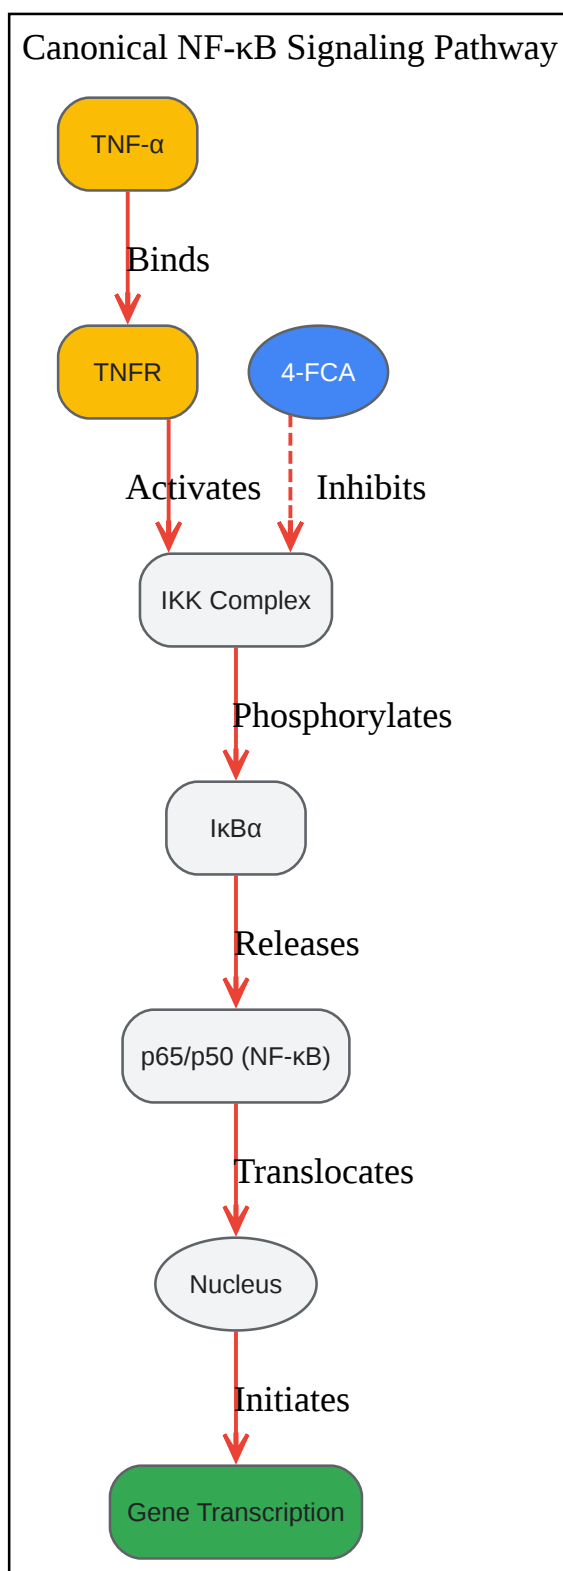 Canonical NF-κB Signaling Pathway
TNF-α
Binds
TNFR
4-FCA
Activates
Inhibits
IKK Complex
Phosphorylates
IκBα
Releases
p65/p50 (NF-κB)
Translocates
Nucleus
Initiates
Gene Transcription